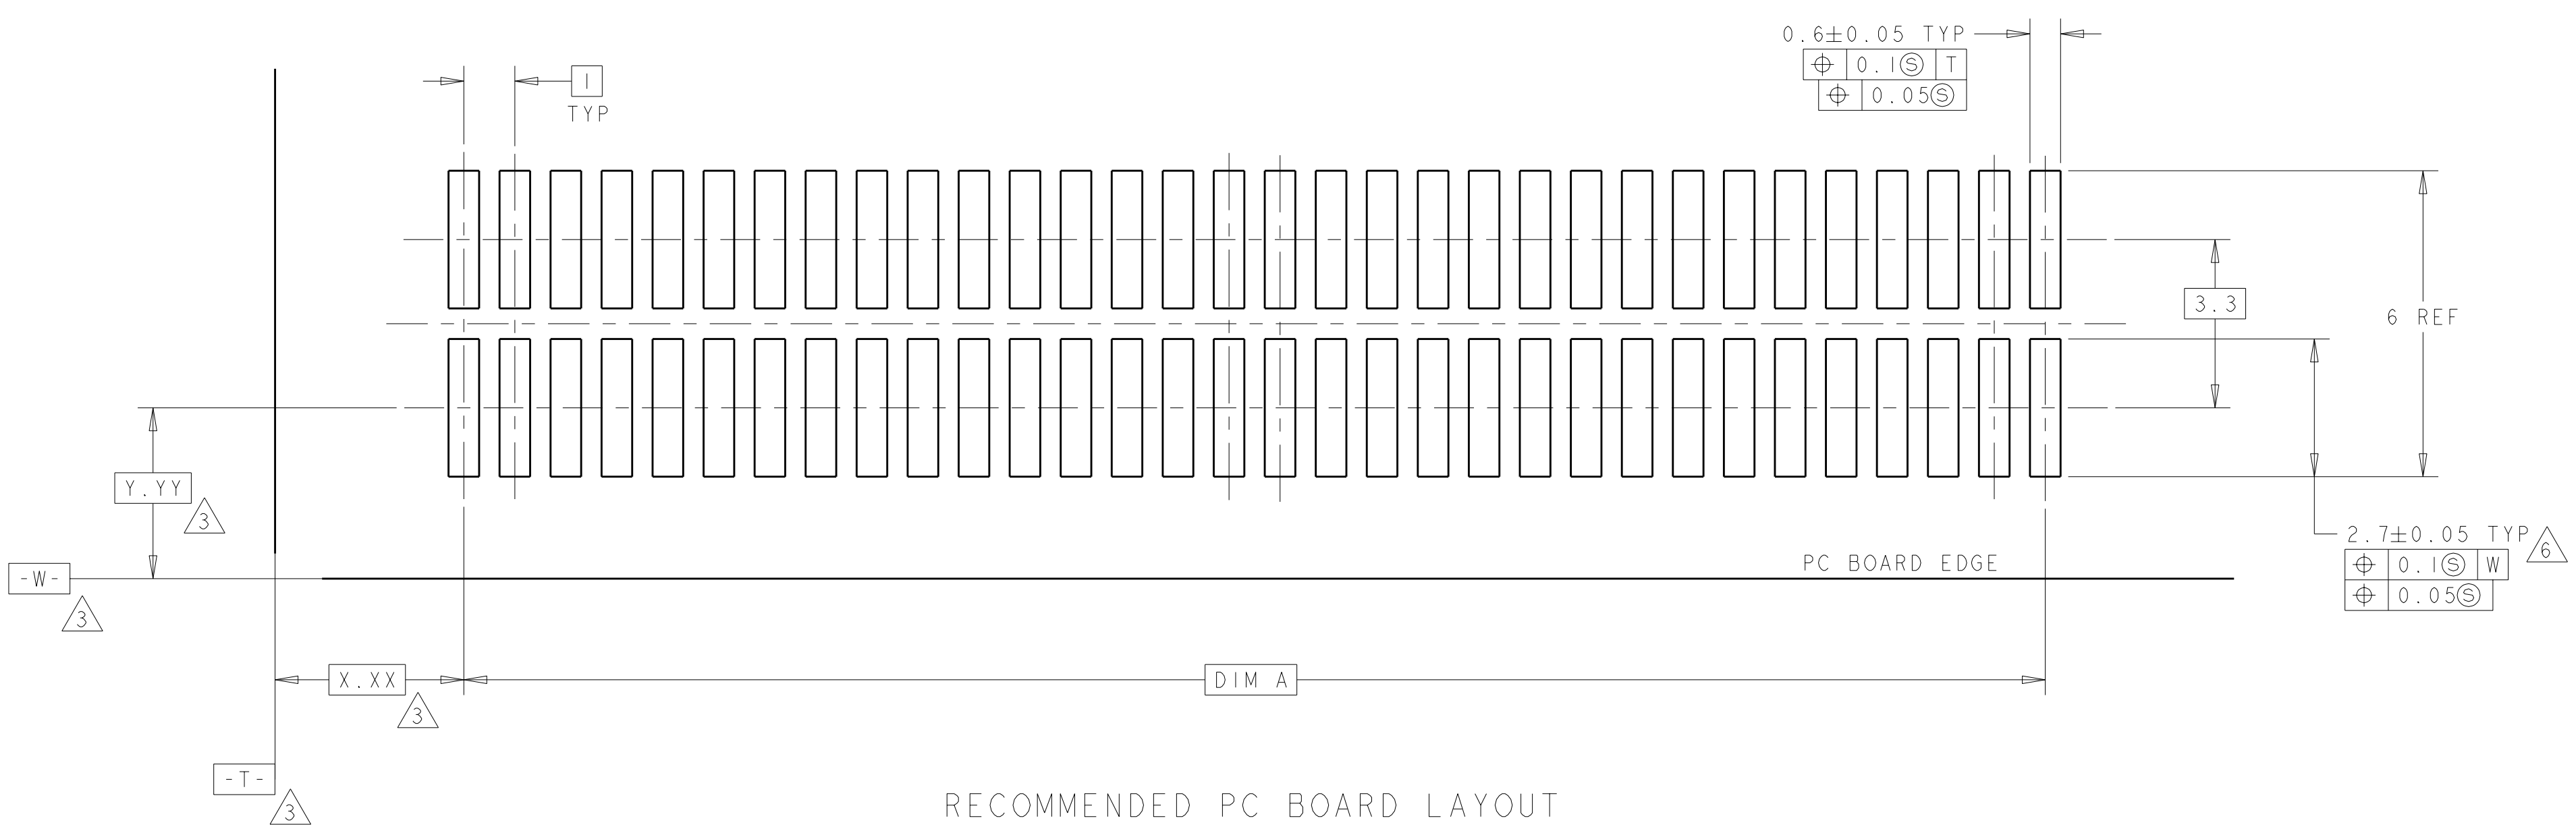 0.6±0.05 TYP
⌖ 0.1Ⓢ T
⌖ 0.05Ⓢ
1
TYP
3.3
6 REF
Y.YY
3
2.7±0.05 TYP 6
⌖ 0.1Ⓢ W
⌖ 0.05Ⓢ
PC BOARD EDGE
-W-
3
X.XX
3
DIM A
-T-
3
RECOMMENDED PC BOARD LAYOUT